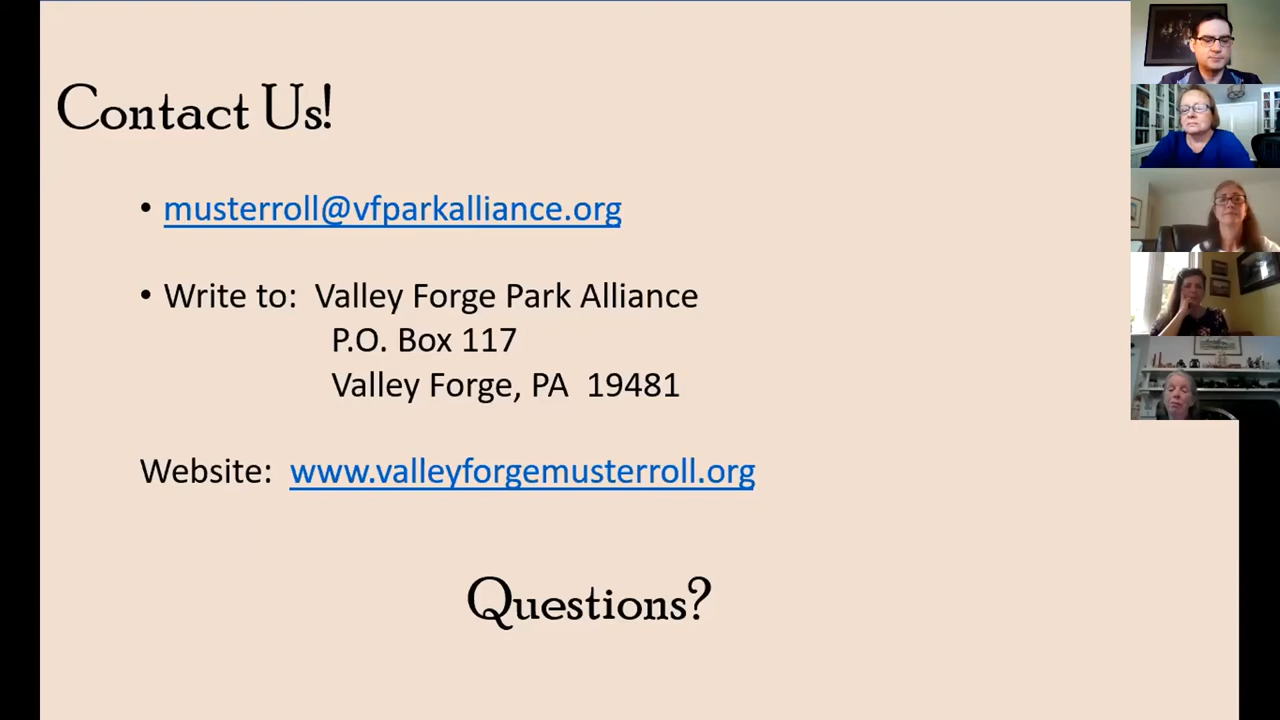 Contact Us!
• musterroll@vfparkalliance.org
• Write to: Valley Forge Park Alliance
P.O. Box 117
Valley Forge, PA 19481
Website: www.valleyforgemusterroll.org
Questions?